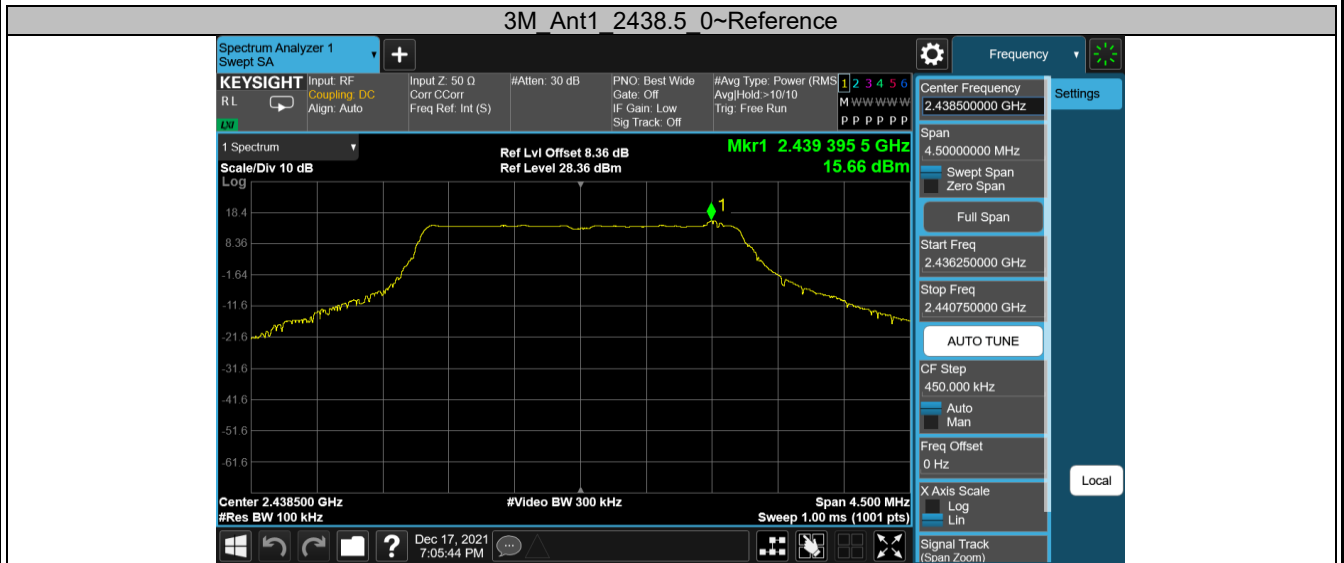 3M_Ant1_2438.5_0~Reference
Spectrum Analyzer 1
Swept SA
Frequency
KEYSIGHT
R L
LXI
Input: RF
Coupling: DC
Align: Auto
Input Z: 50 Ω
Corr CCorr
Freq Ref: Int (S)
#Atten: 30 dB
PNO: Best Wide
Gate: Off
IF Gain: Low
Sig Track: Off
#Avg Type: Power (RMS
Avg|Hold:>10/10
Trig: Free Run
1 2 3 4 5 6
M W W W W W
P P P P P P
1 Spectrum
Scale/Div 10 dB
Log
Ref Lvl Offset 8.36 dB
Ref Level 28.36 dBm
Mkr1 2.439 395 5 GHz
15.66 dBm
1
18.4
8.36
-1.64
-11.6
-21.6
-31.6
-41.6
-51.6
-61.6
Center 2.438500 GHz
#Res BW 100 kHz
#Video BW 300 kHz
Span 4.500 MHz
Sweep 1.00 ms (1001 pts)
Dec 17, 2021
7:05:44 PM
Center Frequency
2.438500000 GHz
Settings
Span
4.50000000 MHz
Swept Span
Zero Span
Full Span
Start Freq
2.436250000 GHz
Stop Freq
2.440750000 GHz
AUTO TUNE
CF Step
450.000 kHz
Auto
Man
Freq Offset
0 Hz
X Axis Scale
Log
Lin
Local
Signal Track
(Span Zoom)